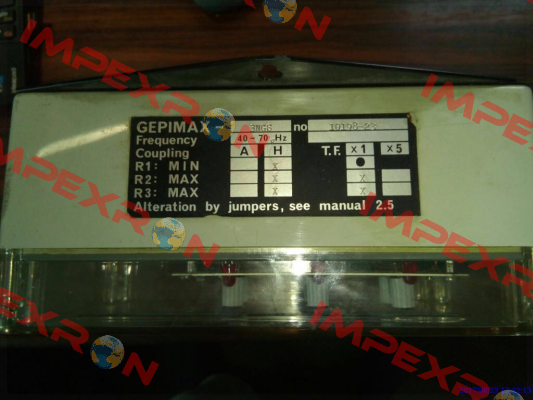 IMPEXRON
GEPIMAX no
Frequency 40-70 Hz
Coupling A H T.F. x1 x5
R1: MIN X
R2: MAX X X
R3: MAX X X
Alteration by jumpers, see manual 2.5
IMPEXRON
IMPEXRON
IMPEXRON
IMPEXRON